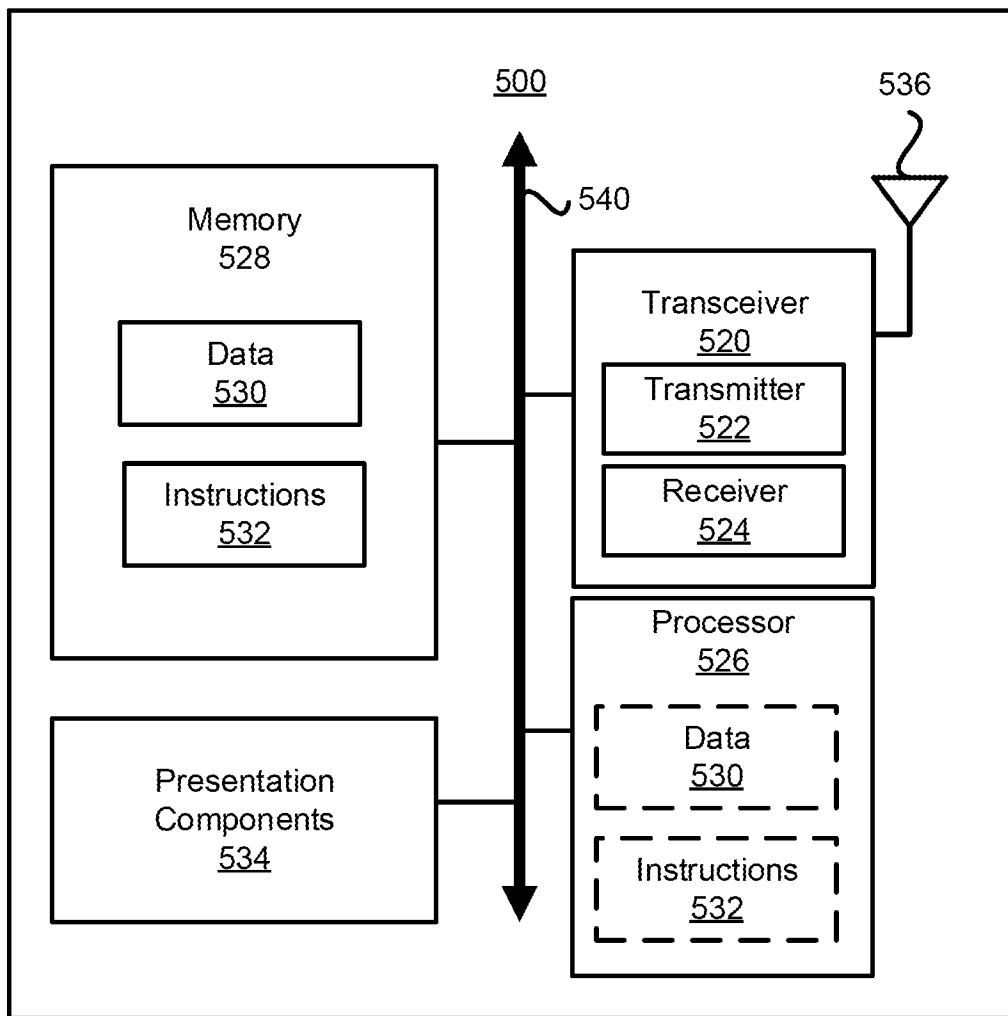 500
536
540
Memory
528
Data
530
Instructions
532
Transceiver
520
Transmitter
522
Receiver
524
Presentation
Components
534
Processor
526
Data
530
Instructions
532